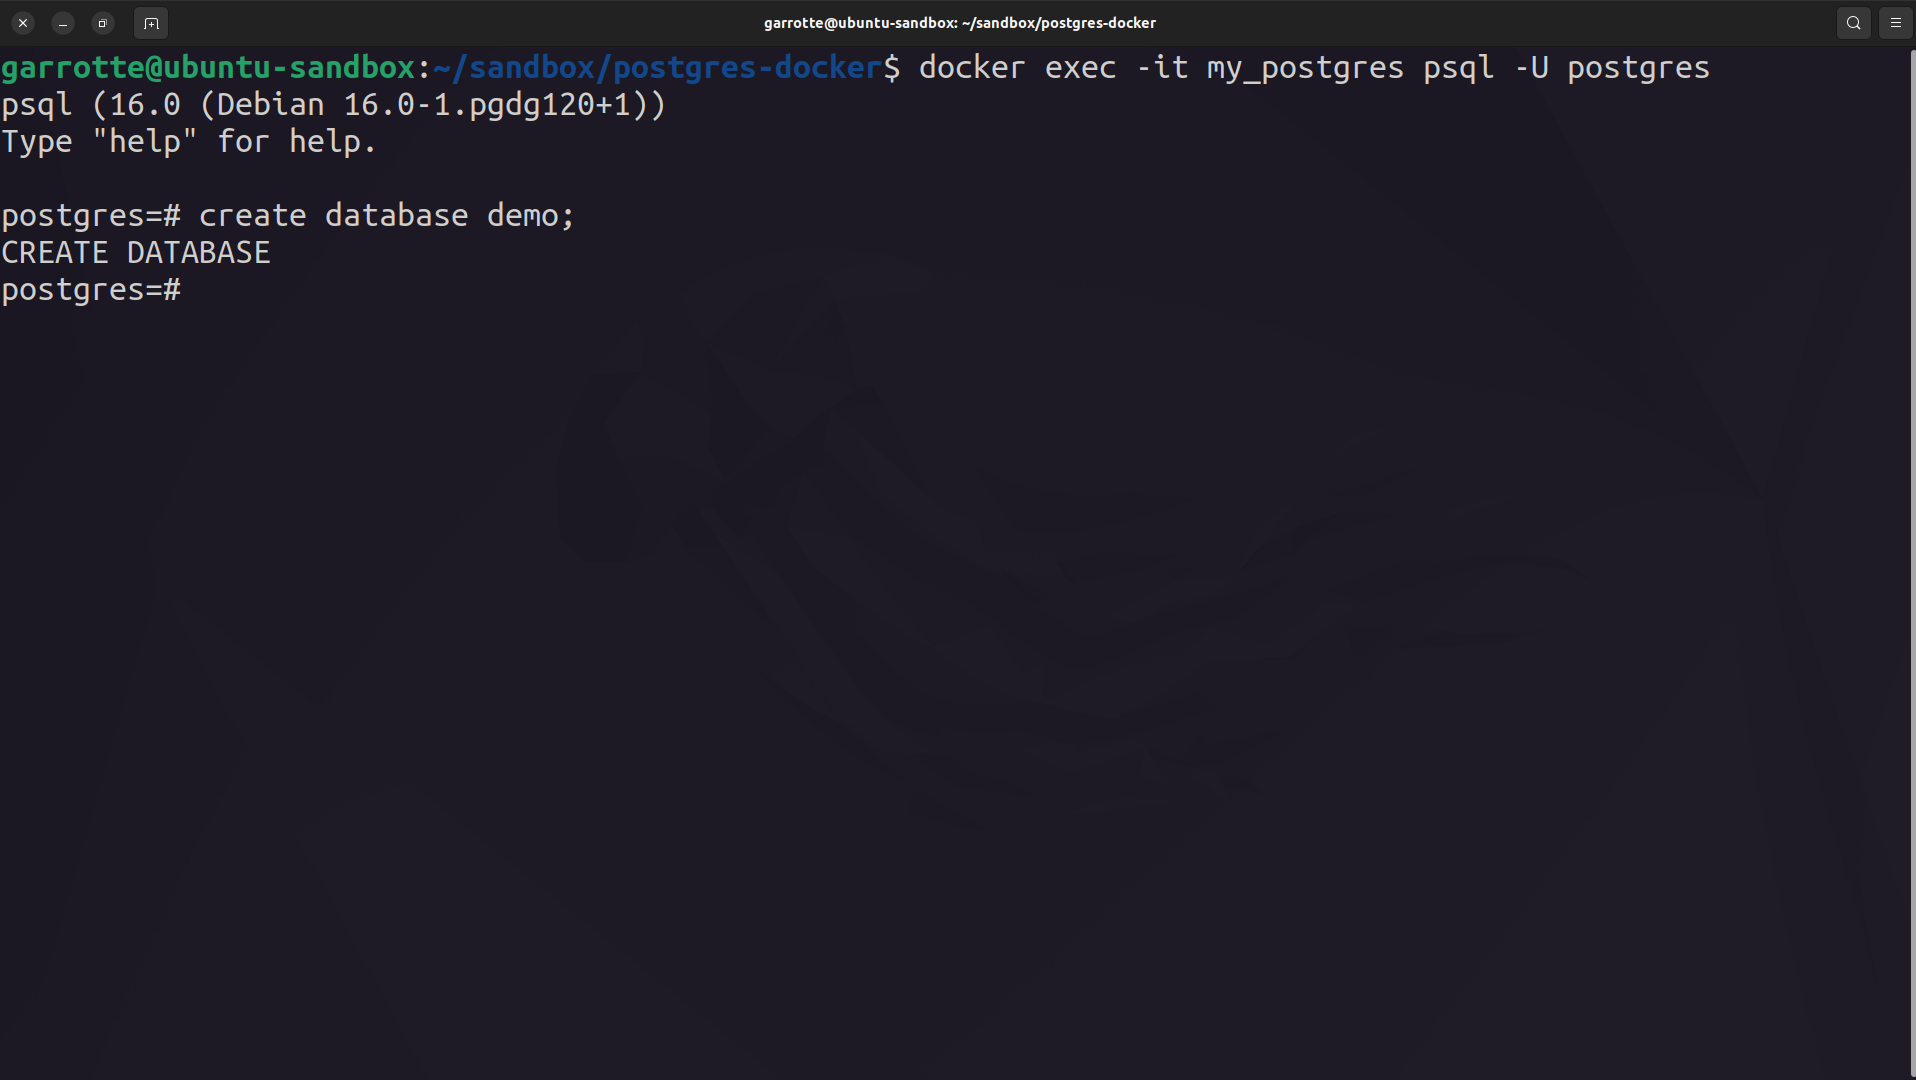 garrotte@ubuntu-sandbox: ~/sandbox/postgres-docker
garrotte@ubuntu-sandbox:~/sandbox/postgres-docker$ docker exec -it my_postgres psql -U postgres
psql (16.0 (Debian 16.0-1.pgdg120+1))
Type "help" for help.
postgres=# create database demo;
CREATE DATABASE
postgres=#